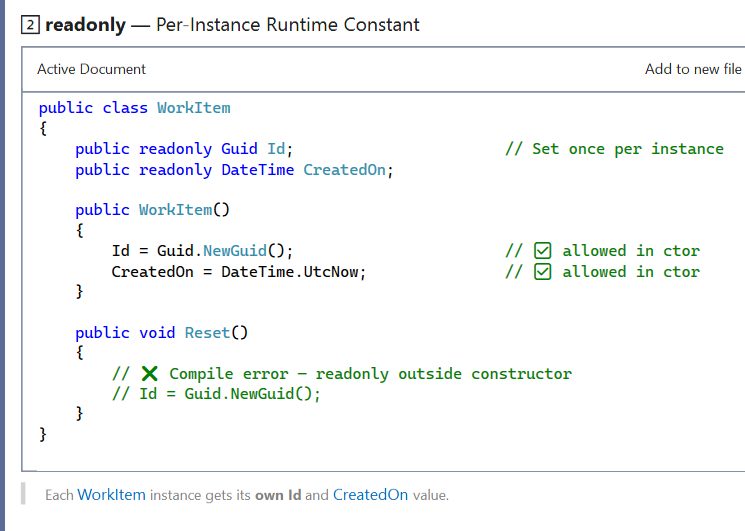 2 readonly — Per-Instance Runtime Constant
Active Document Add to new file
public class WorkItem
{
    public readonly Guid Id; // Set once per instance
    public readonly DateTime CreatedOn;
    public WorkItem()
    {
        Id = Guid.NewGuid(); // ✅ allowed in ctor
        CreatedOn = DateTime.UtcNow; // ✅ allowed in ctor
    }
    public void Reset()
    {
        // ❌ Compile error – readonly outside constructor
        // Id = Guid.NewGuid();
    }
}
Each WorkItem instance gets its own Id and CreatedOn value.